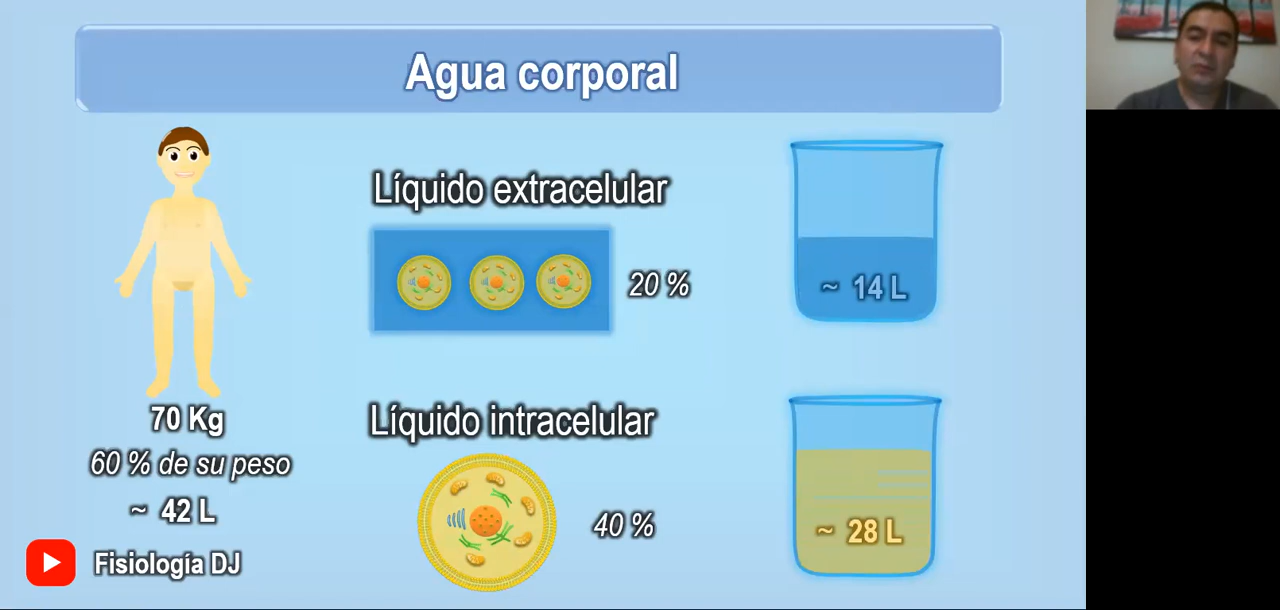 Agua corporal
Líquido extracelular
20 %
~ 14 L
70 Kg
60 % de su peso
~ 42 L
Líquido intracelular
40 %
~ 28 L
Fisiología DJ